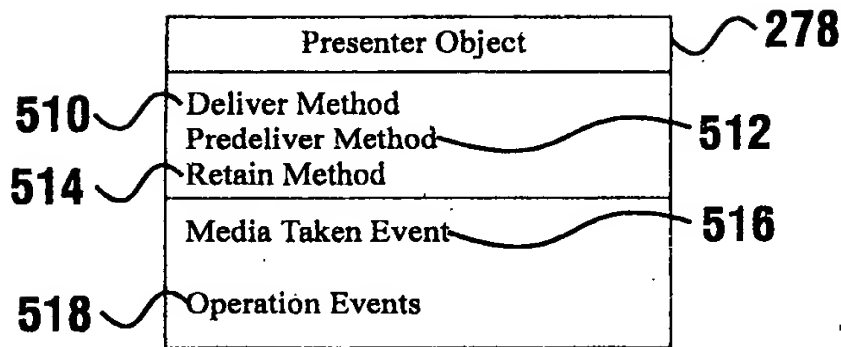 Presenter Object 278
510 Deliver Method
Predeliver Method 512
514 Retain Method
Media Taken Event 516
518 Operation Events